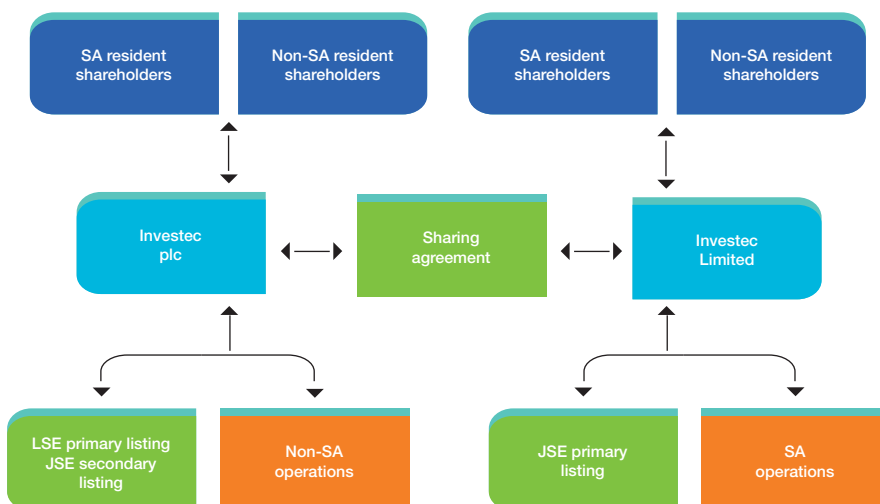 SA resident
shareholders
Non-SA resident
shareholders
SA resident
shareholders
Non-SA resident
shareholders
Investec
plc
Sharing
agreement
Investec
Limited
LSE primary listing
JSE secondary
listing
Non-SA
operations
JSE primary
listing
SA
operations